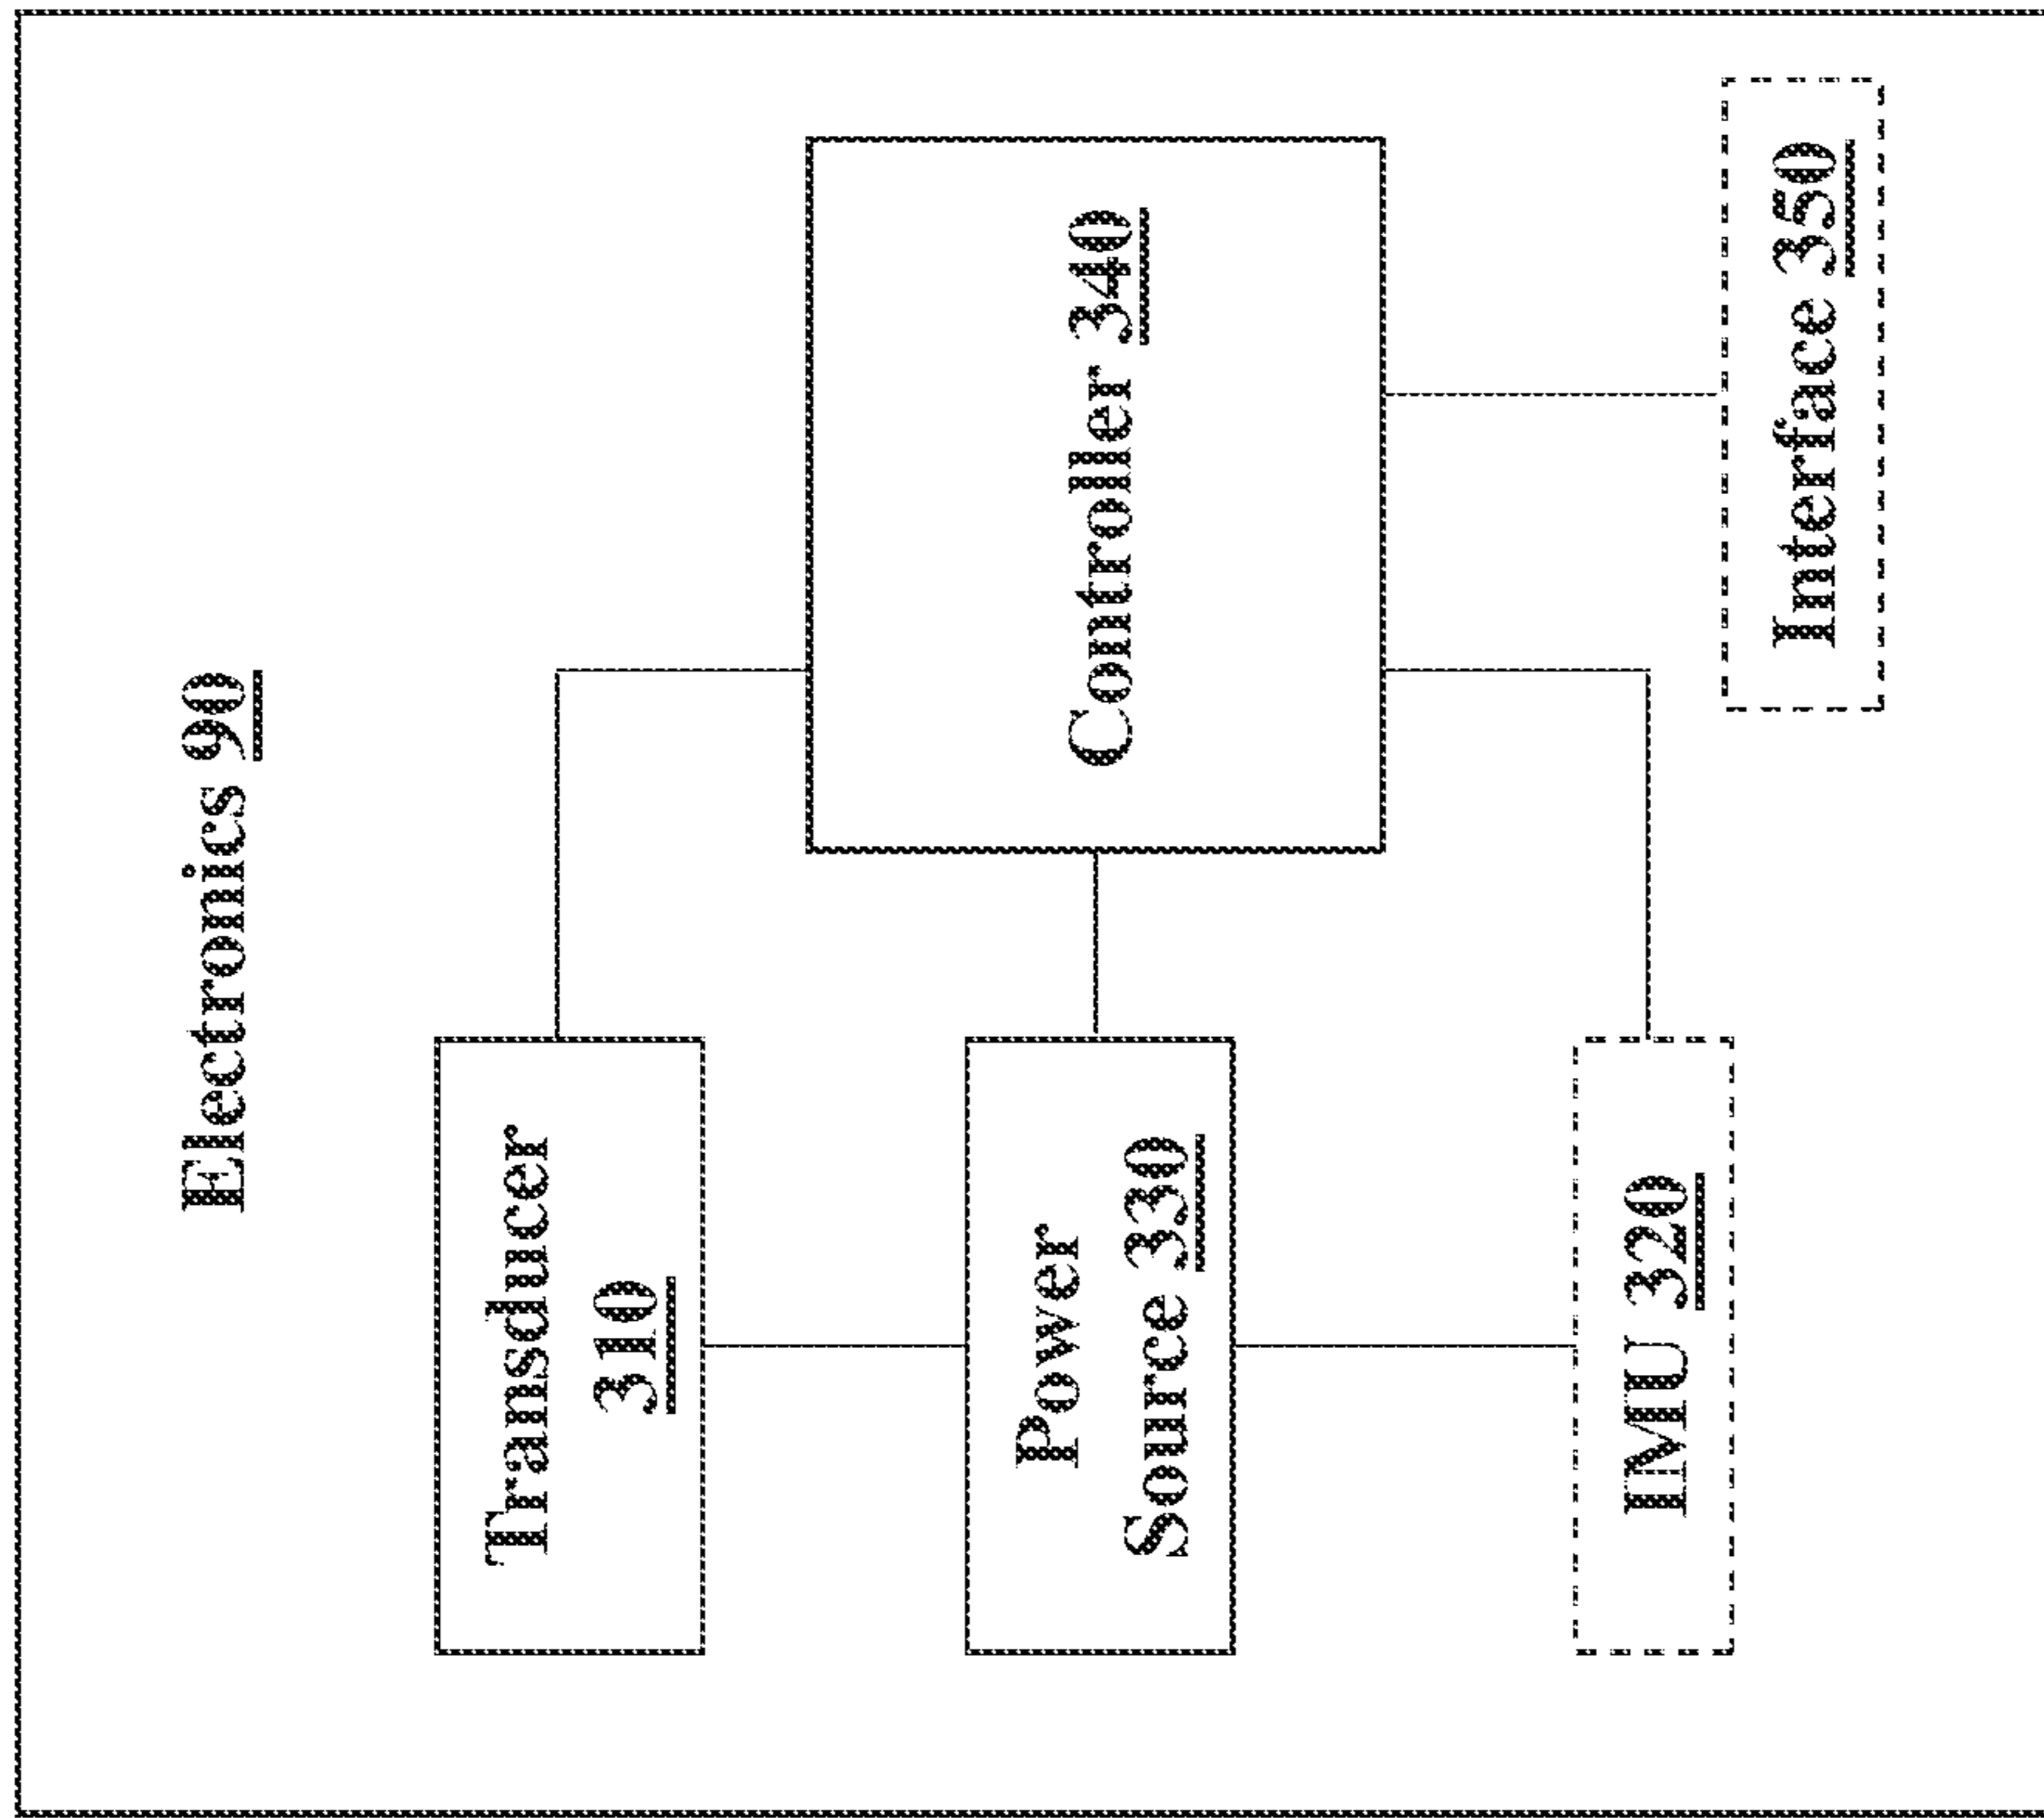 Electronics 90
Transducer
310
Power
Source 330
IMU 320
Controller 340
Interface 350